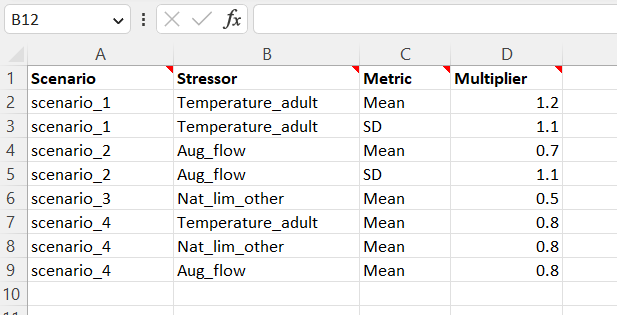 B12 fx
A B C D
1 Scenario Stressor Metric Multiplier
2 scenario_1 Temperature_adult Mean 1.2
3 scenario_1 Temperature_adult SD 1.1
4 scenario_2 Aug_flow Mean 0.7
5 scenario_2 Aug_flow SD 1.1
6 scenario_3 Nat_lim_other Mean 0.5
7 scenario_4 Temperature_adult Mean 0.8
8 scenario_4 Nat_lim_other Mean 0.8
9 scenario_4 Aug_flow Mean 0.8
10